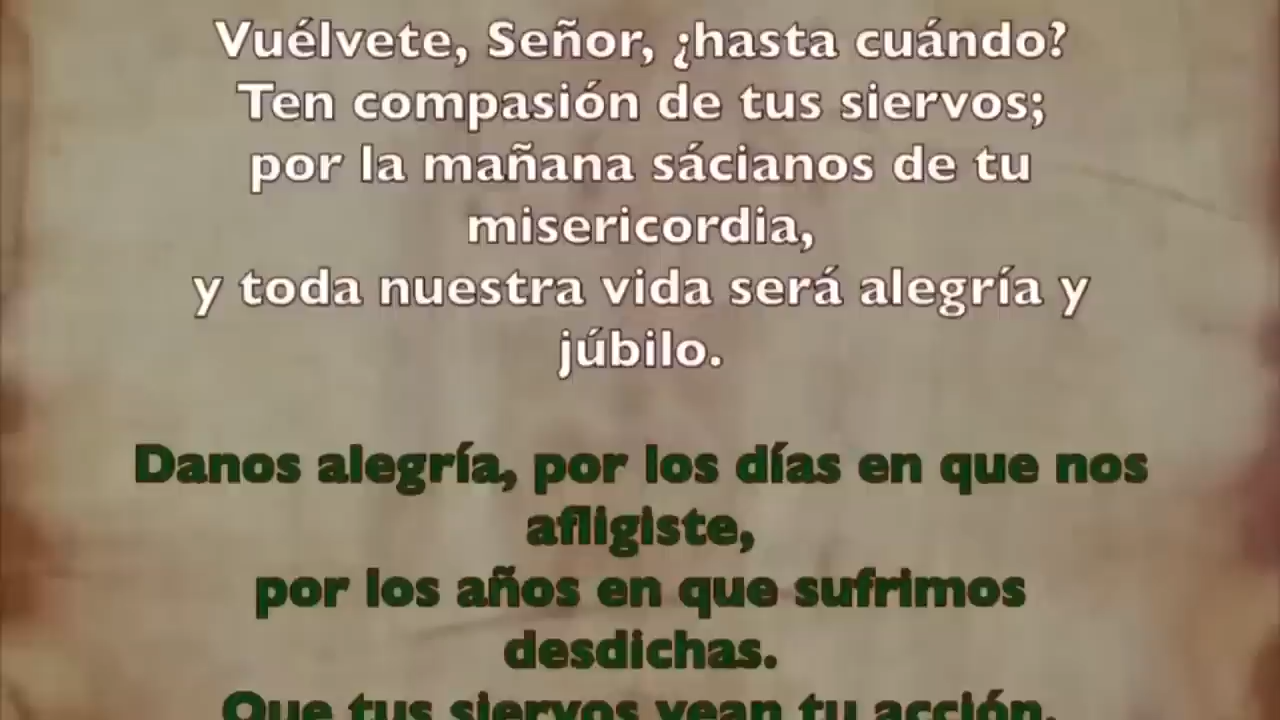 Vuélvete, Señor, ¿hasta cuándo?
Ten compasión de tus siervos;
por la mañana sácianos de tu
misericordia,
y toda nuestra vida será alegría y
júbilo.
Danos alegría, por los días en que nos
afligiste,
por los años en que sufrimos
desdichas.
Que tus siervos vean tu acción,